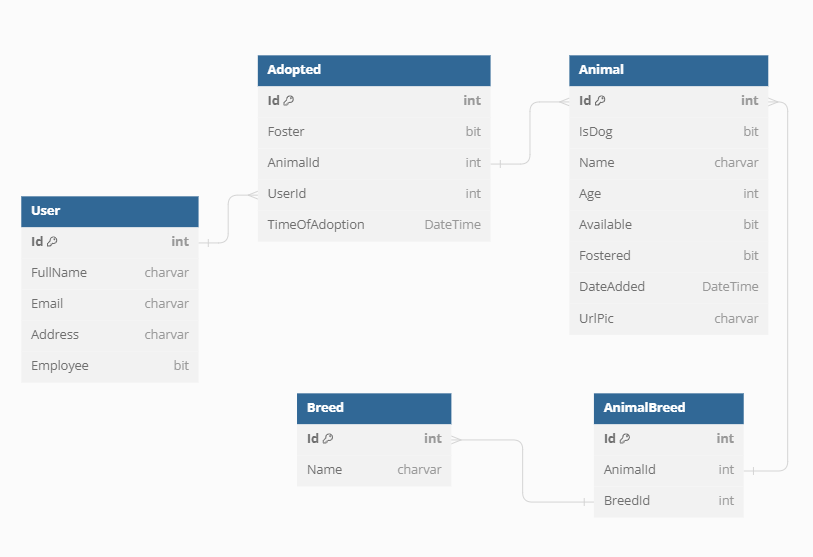 Adopted
Id int
Foster bit
AnimalId int
UserId int
TimeOfAdoption DateTime
Animal
Id int
IsDog bit
Name charvar
Age int
Available bit
Fostered bit
DateAdded DateTime
UrlPic charvar
User
Id int
FullName charvar
Email charvar
Address charvar
Employee bit
Breed
Id int
Name charvar
AnimalBreed
Id int
AnimalId int
BreedId int